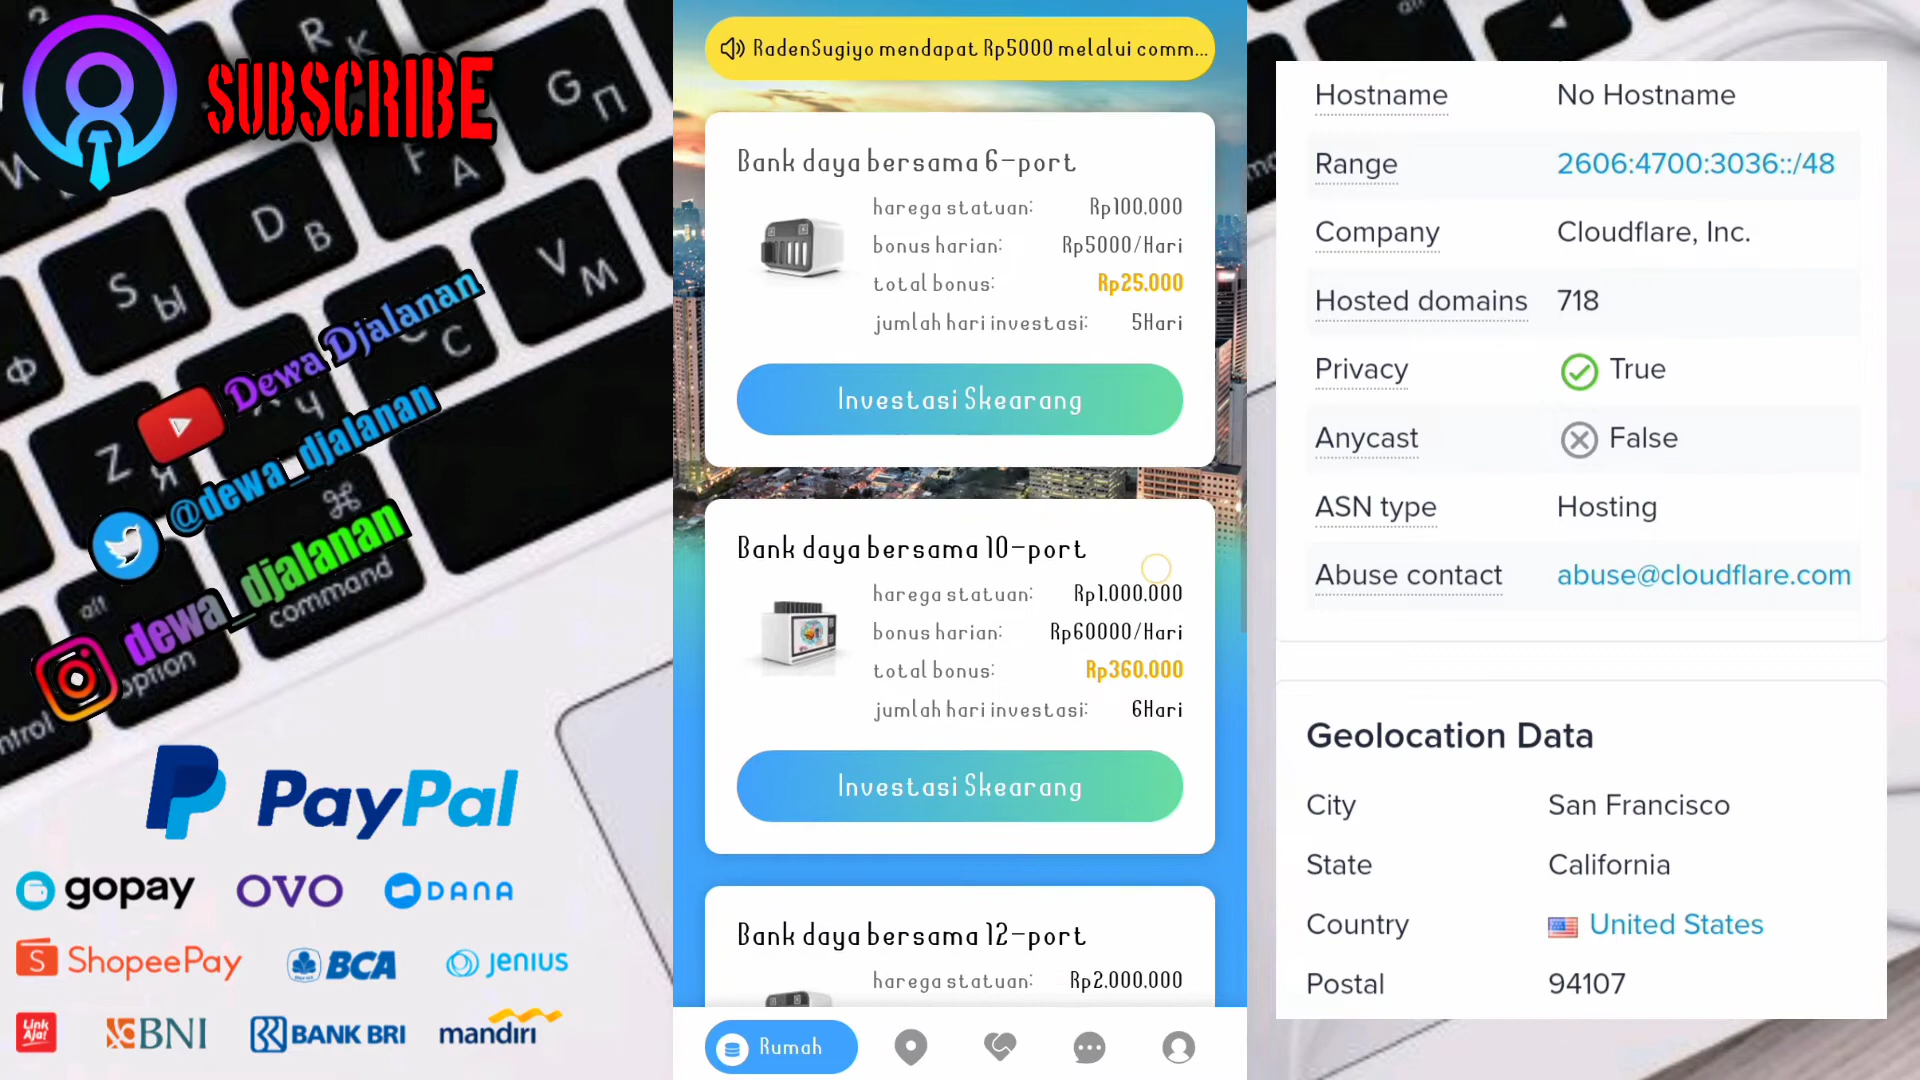 SUBSCRIBE
Dewa Djalanan
@dewa_djalanan
dewa_djalanan
PayPal
gopay
OVO
DANA
ShopeePay
BCA
Jenius
Link Aja!
BNI
BANK BRI
mandiri
RadenSugiyo mendapat Rp5000 melalui comm...
Bank daya bersama 6-port
harega statuan: Rp100,000
bonus harian: Rp5000/Hari
total bonus: Rp25,000
jumlah hari investasi: 5Hari
Investasi Skearang
Bank daya bersama 10-port
harega statuan: Rp1,000,000
bonus harian: Rp60000/Hari
total bonus: Rp360,000
jumlah hari investasi: 6Hari
Investasi Skearang
Bank daya bersama 12-port
harega statuan: Rp2,000,000
Rumah
Hostname No Hostname
Range 2606:4700:3036::/48
Company Cloudflare, Inc.
Hosted domains 718
Privacy True
Anycast False
ASN type Hosting
Abuse contact abuse@cloudflare.com
Geolocation Data
City San Francisco
State California
Country United States
Postal 94107